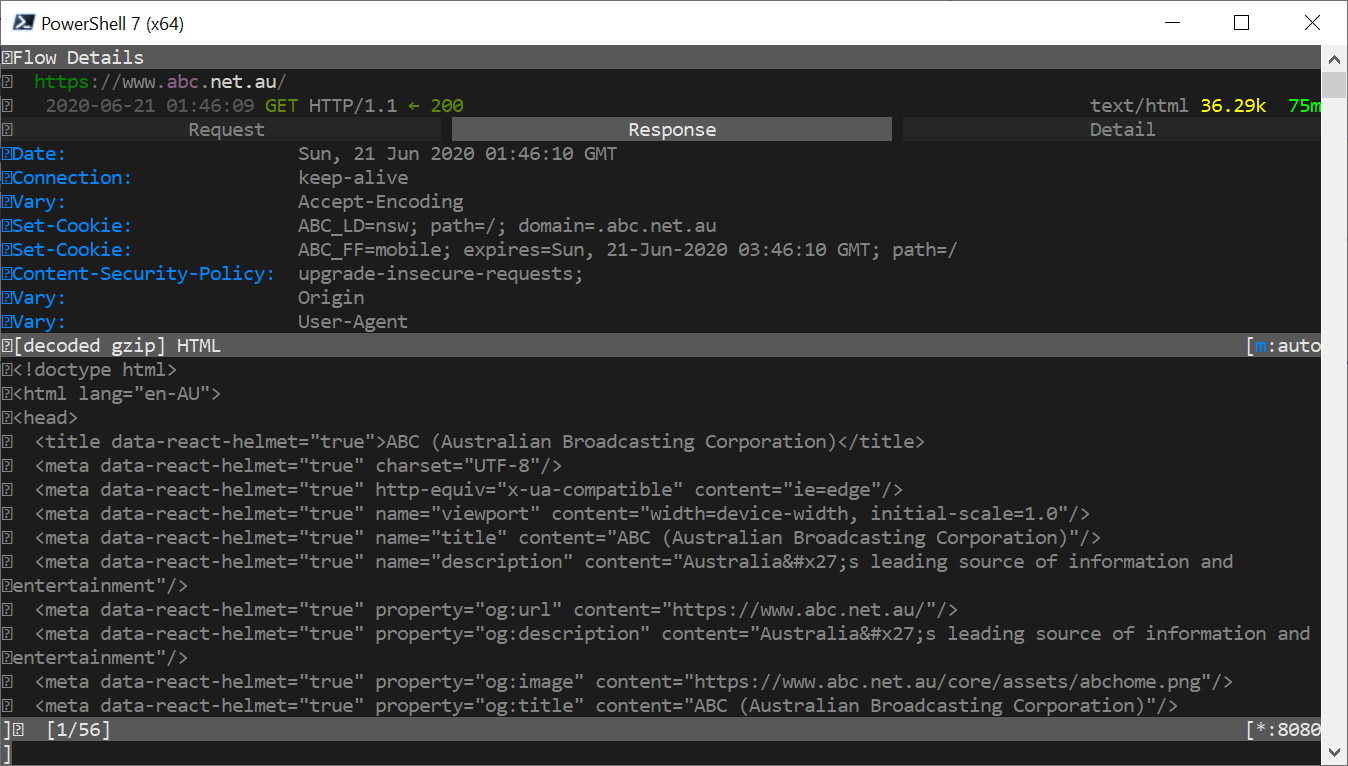 PowerShell 7 (x64)
Flow Details
https://www.abc.net.au/
2020-06-21 01:46:09 GET HTTP/1.1 ← 200 text/html 36.29k 75m
Request Response Detail
Date: Sun, 21 Jun 2020 01:46:10 GMT
Connection: keep-alive
Vary: Accept-Encoding
Set-Cookie: ABC_LD=nsw; path=/; domain=.abc.net.au
Set-Cookie: ABC_FF=mobile; expires=Sun, 21-Jun-2020 03:46:10 GMT; path=/
Content-Security-Policy: upgrade-insecure-requests;
Vary: Origin
Vary: User-Agent
[decoded gzip] HTML [m:auto
<!doctype html>
<html lang="en-AU">
<head>
<title data-react-helmet="true">ABC (Australian Broadcasting Corporation)</title>
<meta data-react-helmet="true" charset="UTF-8"/>
<meta data-react-helmet="true" http-equiv="x-ua-compatible" content="ie=edge"/>
<meta data-react-helmet="true" name="viewport" content="width=device-width, initial-scale=1.0"/>
<meta data-react-helmet="true" name="title" content="ABC (Australian Broadcasting Corporation)"/>
<meta data-react-helmet="true" name="description" content="Australia&#x27;s leading source of information and
entertainment"/>
<meta data-react-helmet="true" property="og:url" content="https://www.abc.net.au/"/>
<meta data-react-helmet="true" property="og:description" content="Australia&#x27;s leading source of information and
entertainment"/>
<meta data-react-helmet="true" property="og:image" content="https://www.abc.net.au/core/assets/abchome.png"/>
<meta data-react-helmet="true" property="og:title" content="ABC (Australian Broadcasting Corporation)"/>
] [1/56] [*:8080
]